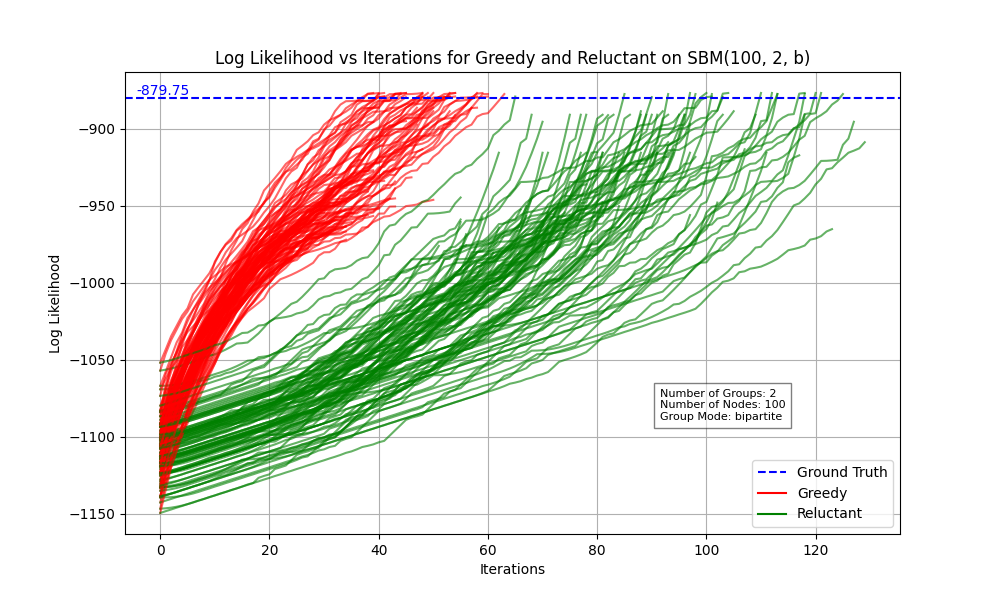 Log Likelihood vs Iterations for Greedy and Reluctant on SBM(100, 2, b)
-879.75
−900
−950
−1000
−1050
−1100
−1150
Log Likelihood
Number of Groups: 2
Number of Nodes: 100
Group Mode: bipartite
Ground Truth
Greedy
Reluctant
0 20 40 60 80 100 120
Iterations